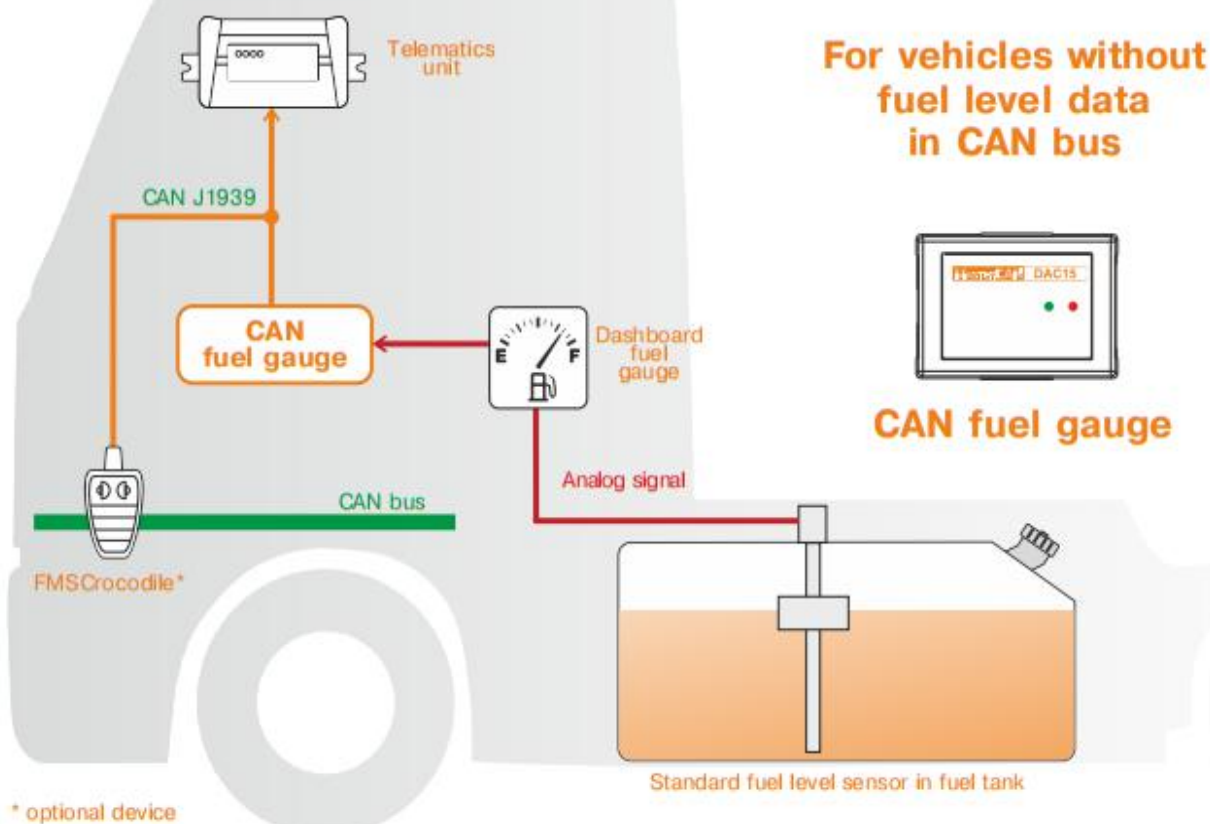 Telematics
unit
For vehicles without
fuel level data
in CAN bus
CAN J1939
DAC15
CAN
fuel gauge
E
F
Dashboard
fuel
gauge
CAN fuel gauge
Analog signal
CAN bus
FMSCrocodile*
Standard fuel level sensor in fuel tank
* optional device